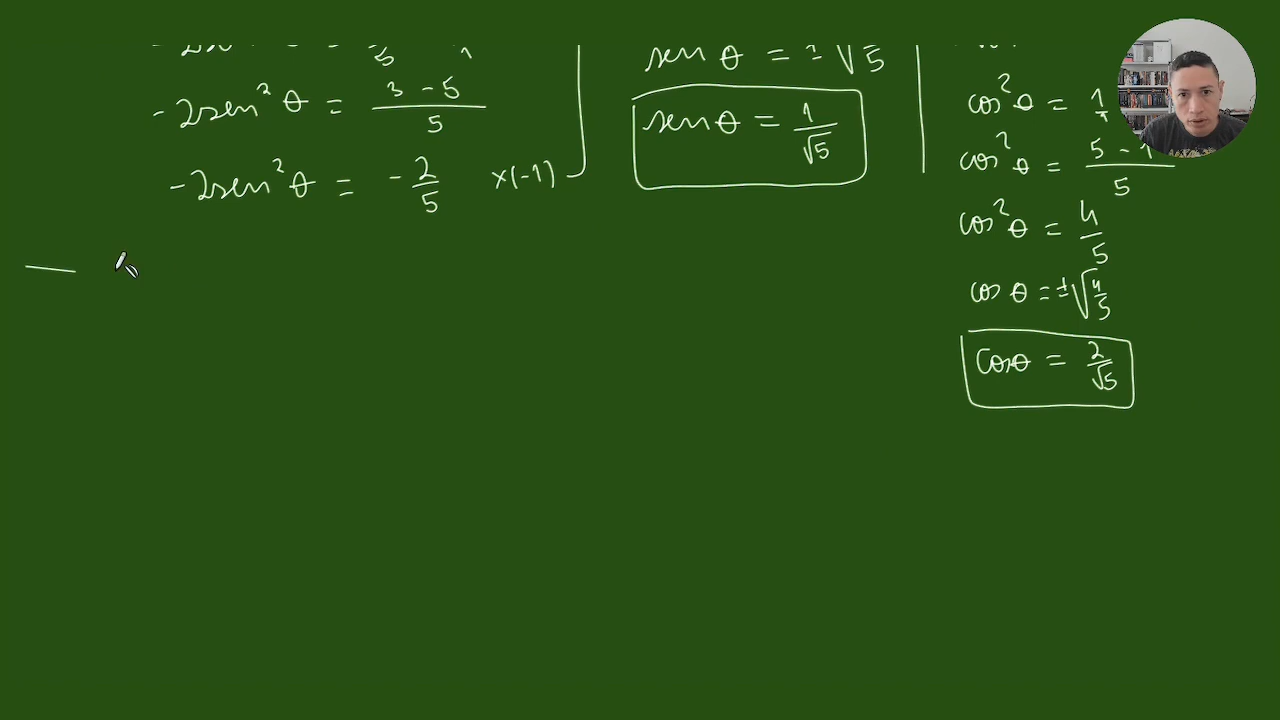 -2sen²θ = 3 - 5 / 5
-2sen²θ = - 2/5 x(-1)
sen θ = ±√ 5
sen θ = 1/√5
cos²θ = 1
cos²θ = 5 - 1 / 5
cos²θ = 4/5
cos θ = ±√4/5
cos θ = 2/√5